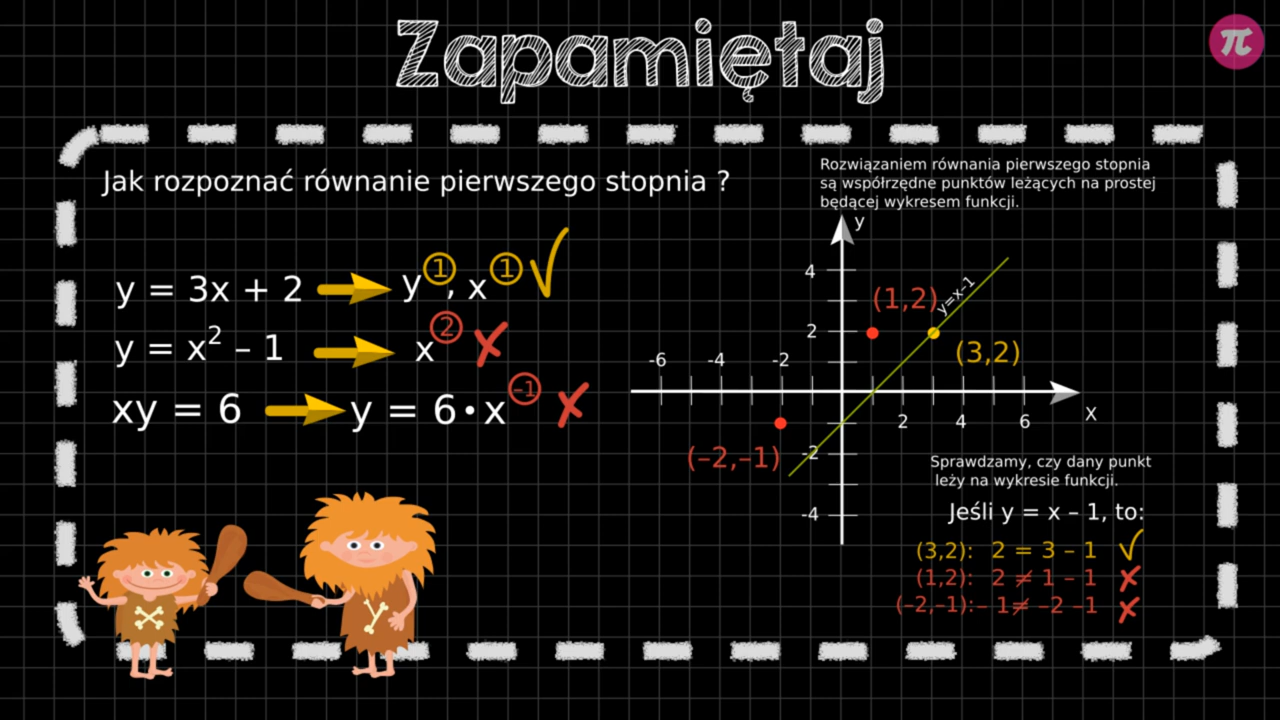 Zapamiętaj
π
Jak rozpoznać równanie pierwszego stopnia ?
y = 3x + 2 y①, x①
y = x² – 1 x②
xy = 6 y = 6•x⁻¹
Rozwiązaniem równania pierwszego stopnia
są współrzędne punktów leżących na prostej
będącej wykresem funkcji.
y
4
(1,2)
y=x-1
2
(3,2)
-6 -4 -2
2 4 6
X
(–2,–1)
-2
-4
Sprawdzamy, czy dany punkt
leży na wykresie funkcji.
Jeśli y = x – 1, to:
(3,2): 2 = 3 – 1
(1,2): 2 ≠ 1 – 1
(–2,–1):– 1≠ –2 –1
X
y